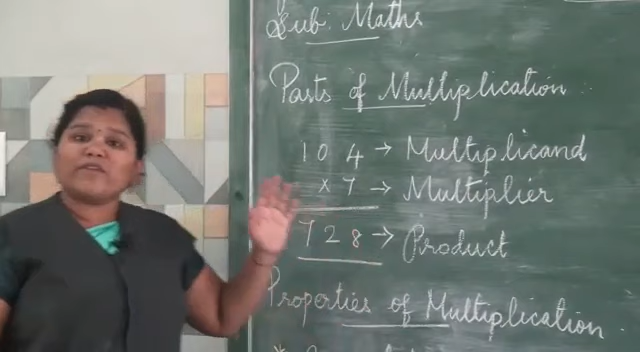 Sub: Maths
Parts of Multiplication
104 → Multiplicand
x 7 → Multiplier
728 → Product
Properties of Multiplication
*